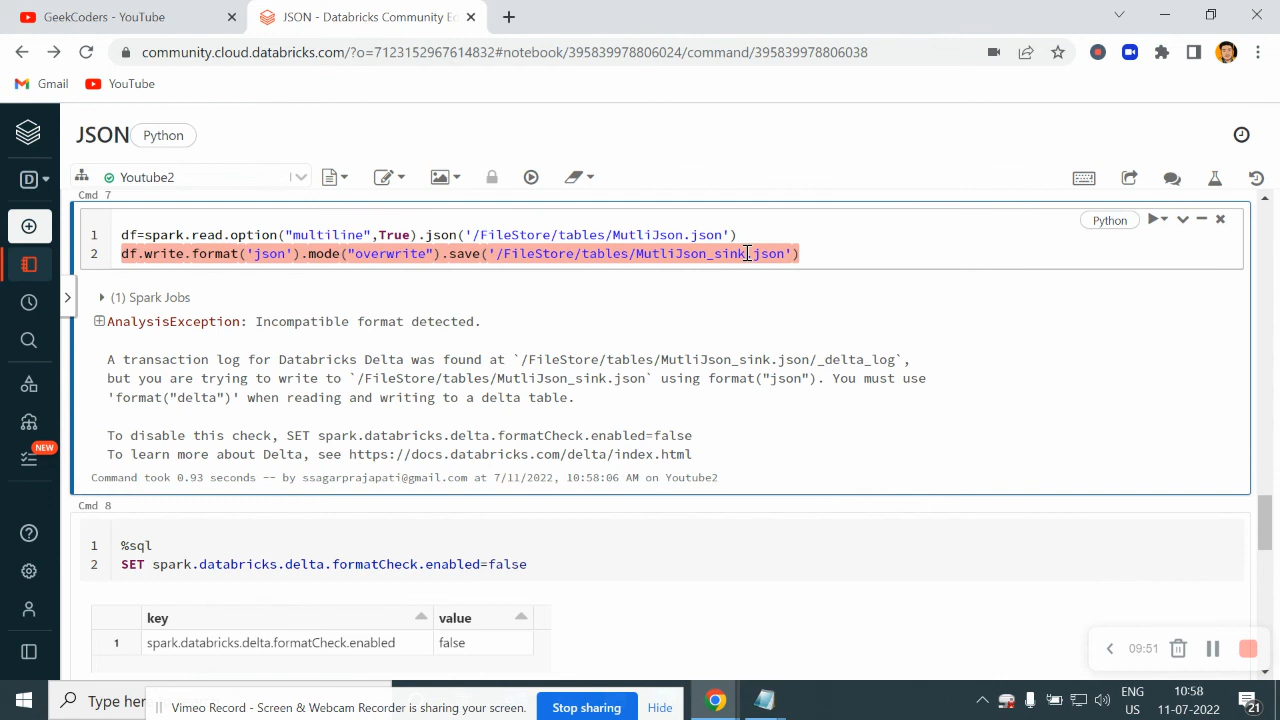 GeekCoders - YouTube
JSON - Databricks Community Ed
community.cloud.databricks.com/?o=7123152967614832#notebook/395839978806024/command/395839978806038
Gmail
YouTube
JSON
Python
D
Youtube2
Cmd 7
Python
1 df=spark.read.option("multiline",True).json('/FileStore/tables/MutliJson.json')
2 df.write.format('json').mode("overwrite").save('/FileStore/tables/MutliJson_sink.json')
(1) Spark Jobs
AnalysisException: Incompatible format detected.
A transaction log for Databricks Delta was found at `/FileStore/tables/MutliJson_sink.json/_delta_log`,
but you are trying to write to `/FileStore/tables/MutliJson_sink.json` using format("json"). You must use
'format("delta")' when reading and writing to a delta table.
To disable this check, SET spark.databricks.delta.formatCheck.enabled=false
To learn more about Delta, see https://docs.databricks.com/delta/index.html
Command took 0.93 seconds -- by ssagarprajapati@gmail.com at 7/11/2022, 10:58:06 AM on Youtube2
NEW
Cmd 8
1 %sql
2 SET spark.databricks.delta.formatCheck.enabled=false
key value
1 spark.databricks.delta.formatCheck.enabled false
09:51
Type her
Vimeo Record - Screen & Webcam Recorder is sharing your screen.
Stop sharing
Hide
ENG
US
10:58
11-07-2022
21